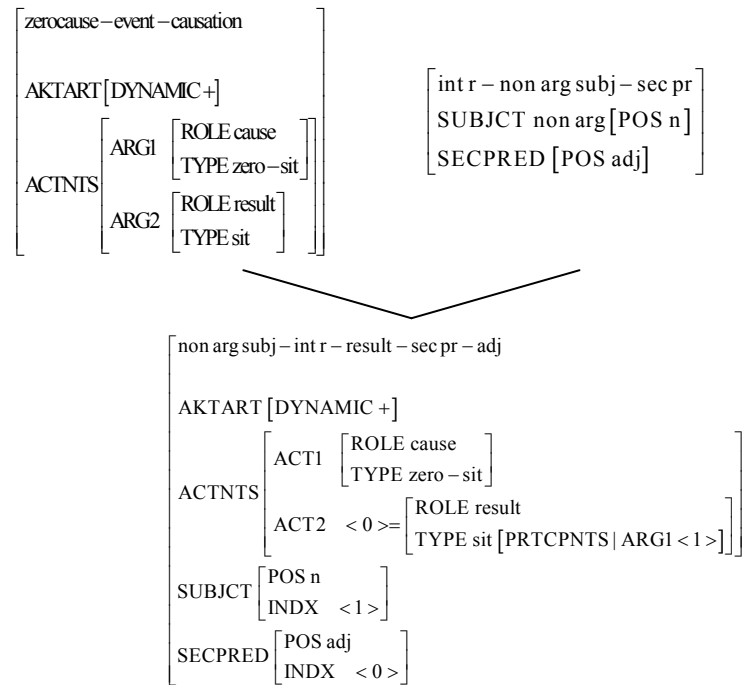 zerocause–event–causation
AKTART [DYNAMIC+]
ACTNTS
ARG1
ROLE cause
TYPE zero–sit
ARG2
ROLE result
TYPE sit
int r – non arg subj – sec pr
SUBJCT non arg [POS n]
SECPRED [POS adj]
non arg subj – int r – result – sec pr – adj
AKTART [DYNAMIC +]
ACTNTS
ACT1
ROLE cause
TYPE zero – sit
ACT2 < 0 >=
ROLE result
TYPE sit [PRTCPNTS | ARG1 < 1 >]
SUBJCT
POS n
INDX < 1 >
SECPRED
POS adj
INDX < 0 >